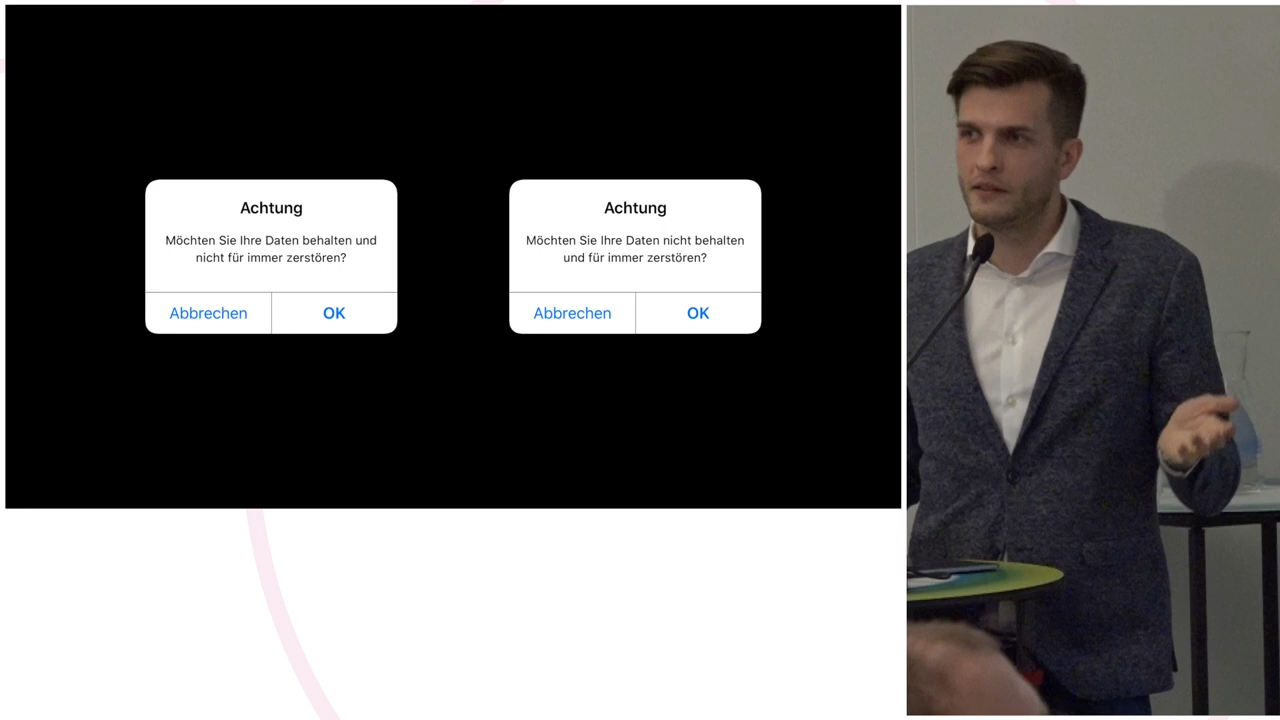 Achtung
Möchten Sie Ihre Daten behalten und
nicht für immer zerstören?
Abbrechen
OK
Achtung
Möchten Sie Ihre Daten nicht behalten
und für immer zerstören?
Abbrechen
OK